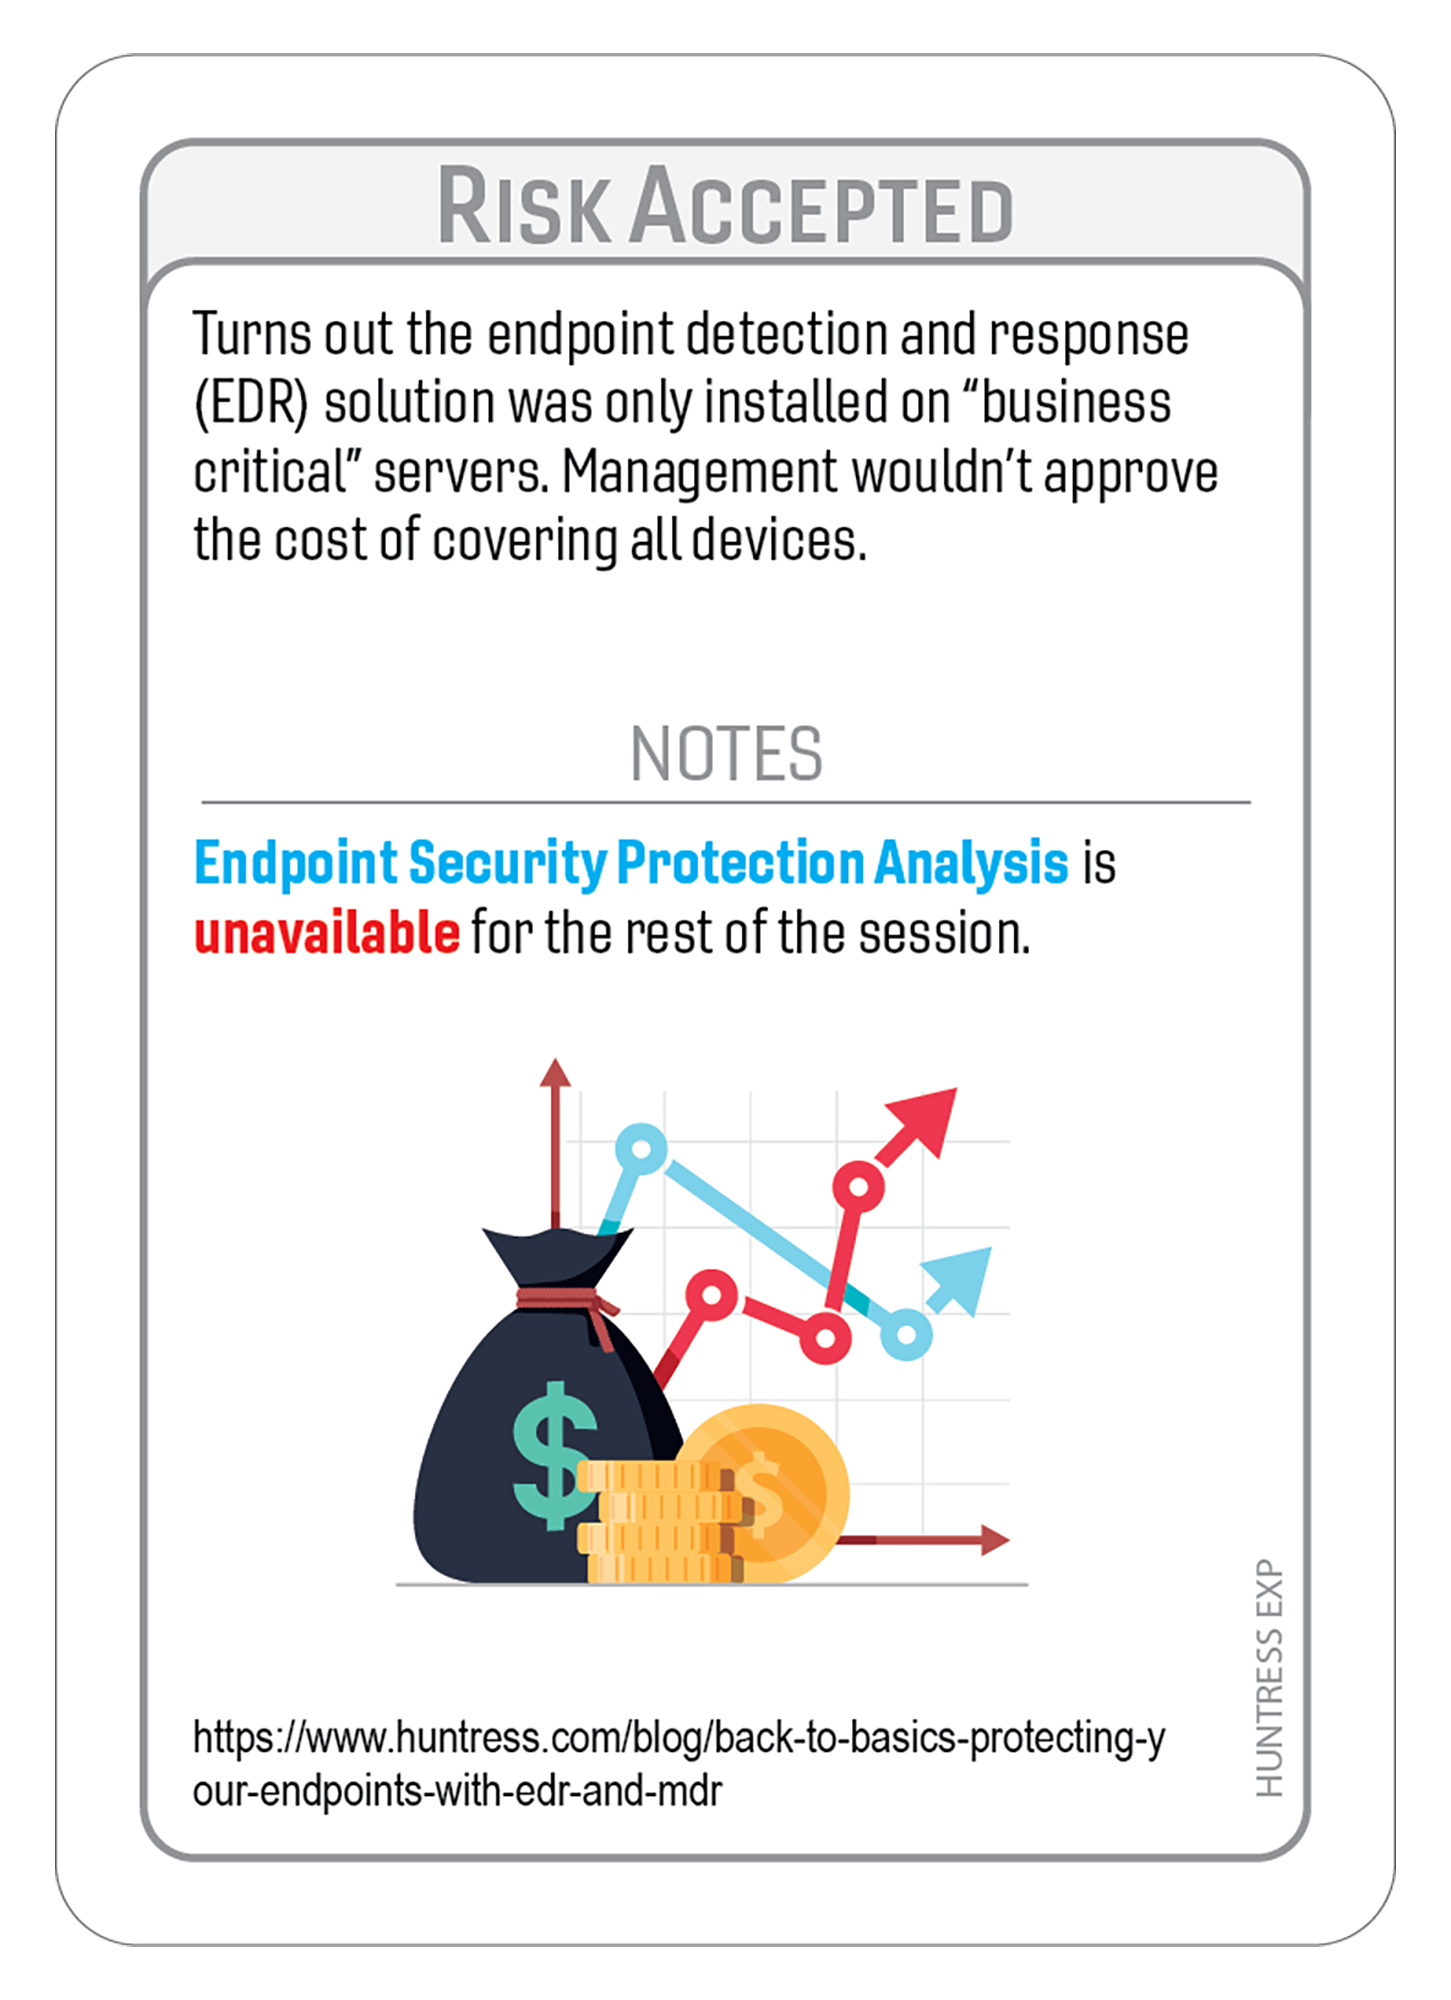 RISK ACCEPTED
Turns out the endpoint detection and response
(EDR) solution was only installed on “business
critical” servers. Management wouldn’t approve
the cost of covering all devices.
NOTES
Endpoint Security Protection Analysis is
unavailable for the rest of the session.
$
$
HUNTRESS EXP
https://www.huntress.com/blog/back-to-basics-protecting-y
our-endpoints-with-edr-and-mdr